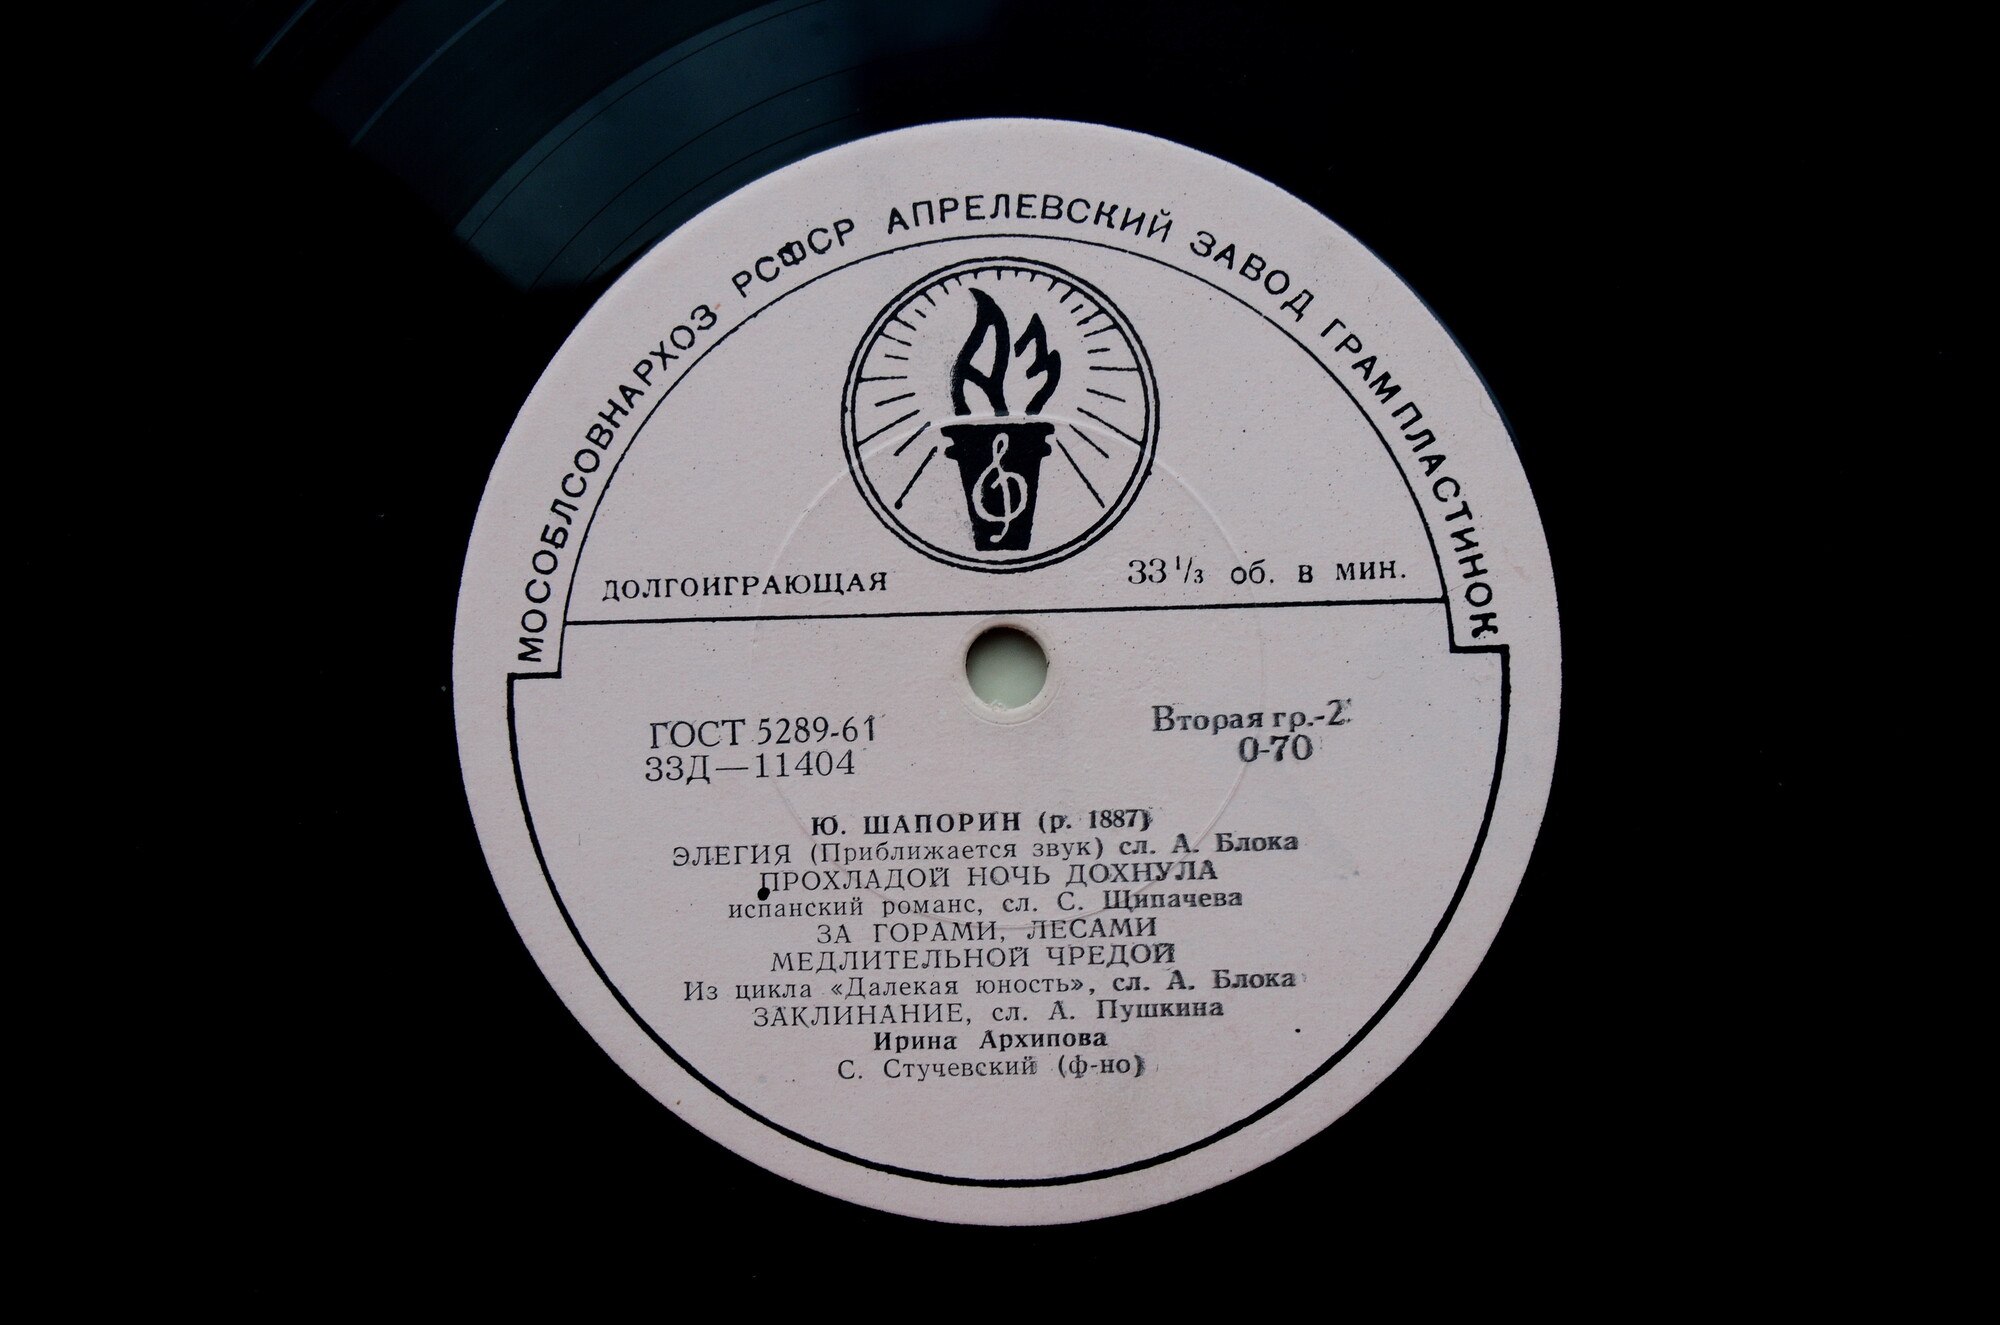 МОСОБЛСОВНАРХОЗ РСФСР АПРЕЛЕВСКИЙ ЗАВОД ГРАМПЛАСТИНОК
АЗ
ДОЛГОИГРАЮЩАЯ
33 1/3 об. в мин.
ГОСТ 5289-61
33Д—11404
Вторая гр.-2.
0-70
Ю. ШАПОРИН (р. 1887)
ЭЛЕГИЯ (Приближается звук) сл. А. Блока
ПРОХЛАДОЙ НОЧЬ ДОХНУЛА
испанский романс, сл. С. Щипачева
ЗА ГОРАМИ, ЛЕСАМИ
МЕДЛИТЕЛЬНОЙ ЧРЕДОЙ
Из цикла «Далекая юность», сл. А. Блока
ЗАКЛИНАНИЕ, сл. А. Пушкина
Ирина Архипова
С. Стучевский (ф-но)